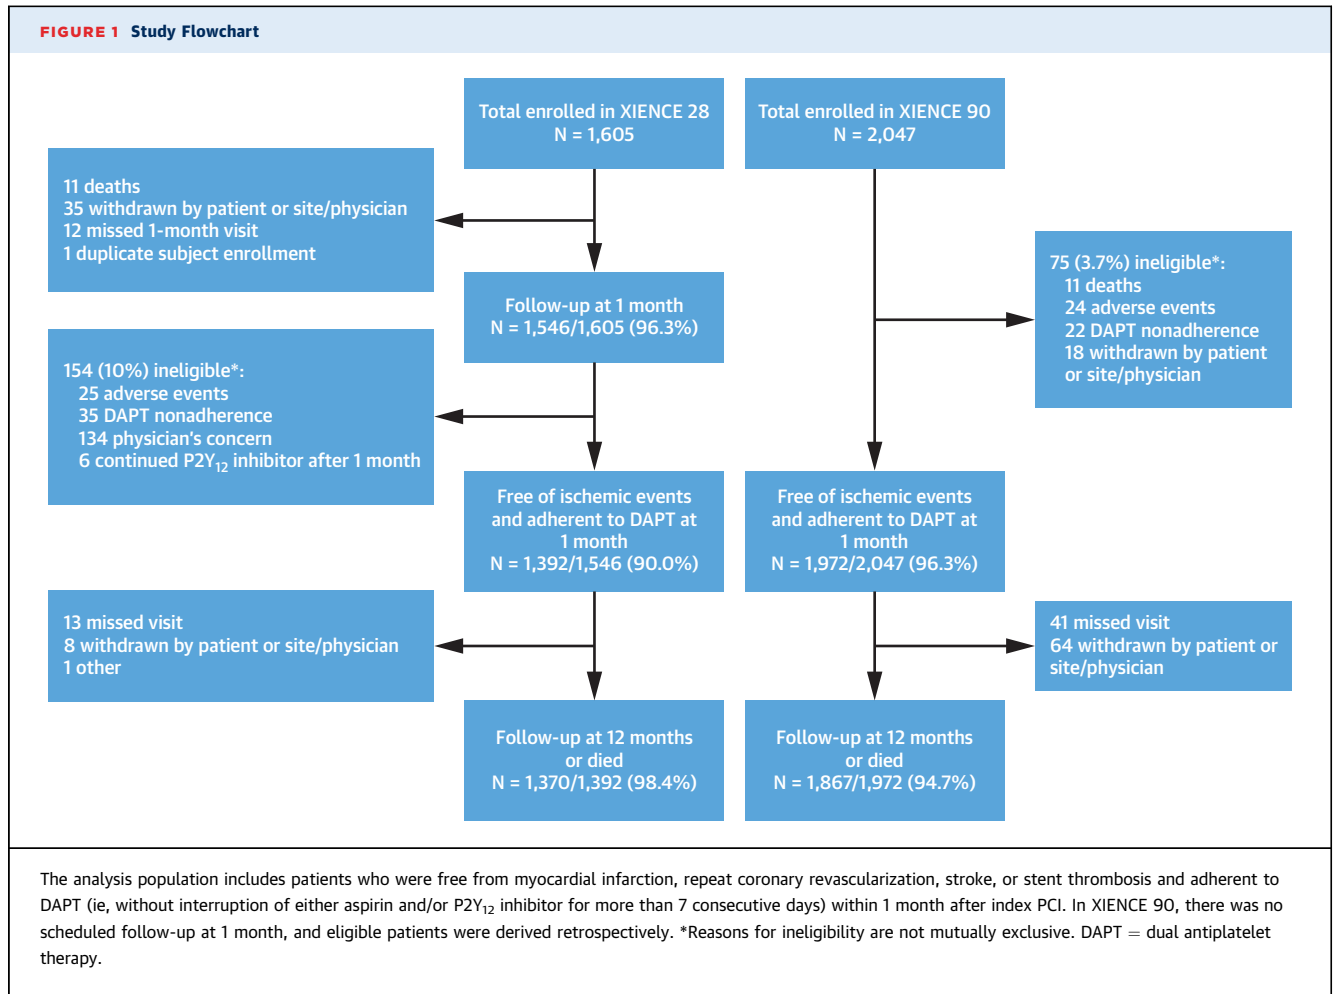 FIGURE 1 Study Flowchart
Total enrolled in XIENCE 28
N = 1,605
Total enrolled in XIENCE 90
N = 2,047
11 deaths
35 withdrawn by patient or site/physician
12 missed 1-month visit
1 duplicate subject enrollment
75 (3.7%) ineligible*:
11 deaths
24 adverse events
22 DAPT nonadherence
18 withdrawn by patient
or site/physician
Follow-up at 1 month
N = 1,546/1,605 (96.3%)
154 (10%) ineligible*:
25 adverse events
35 DAPT nonadherence
134 physician's concern
6 continued P2Y₁₂ inhibitor after 1 month
Free of ischemic events
and adherent to DAPT at
1 month
N = 1,392/1,546 (90.0%)
Free of ischemic events
and adherent to DAPT at
1 month
N = 1,972/2,047 (96.3%)
13 missed visit
8 withdrawn by patient or site/physician
1 other
41 missed visit
64 withdrawn by patient or
site/physician
Follow-up at 12 months
or died
N = 1,370/1,392 (98.4%)
Follow-up at 12 months
or died
N = 1,867/1,972 (94.7%)
The analysis population includes patients who were free from myocardial infarction, repeat coronary revascularization, stroke, or stent thrombosis and adherent to
DAPT (ie, without interruption of either aspirin and/or P2Y₁₂ inhibitor for more than 7 consecutive days) within 1 month after index PCI. In XIENCE 90, there was no
scheduled follow-up at 1 month, and eligible patients were derived retrospectively. *Reasons for ineligibility are not mutually exclusive. DAPT = dual antiplatelet
therapy.